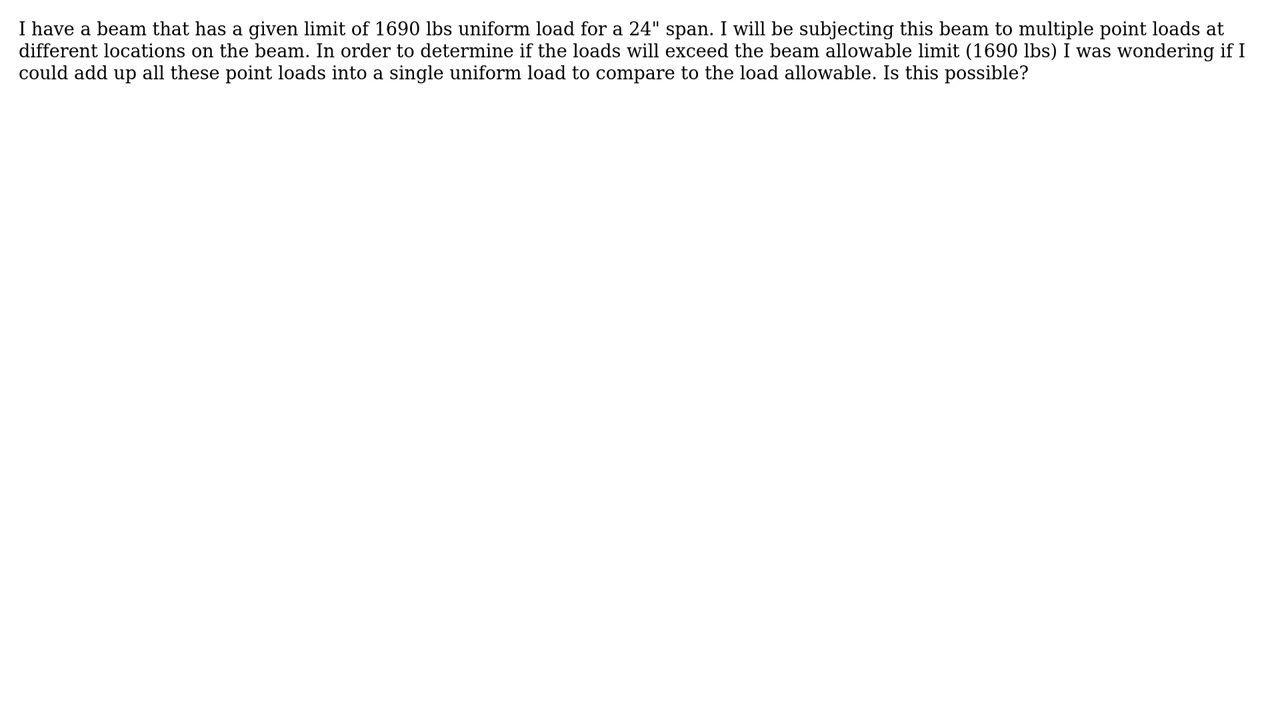 I have a beam that has a given limit of 1690 lbs uniform load for a 24" span. I will be subjecting this beam to multiple point loads at
different locations on the beam. In order to determine if the loads will exceed the beam allowable limit (1690 lbs) I was wondering if I
could add up all these point loads into a single uniform load to compare to the load allowable. Is this possible?